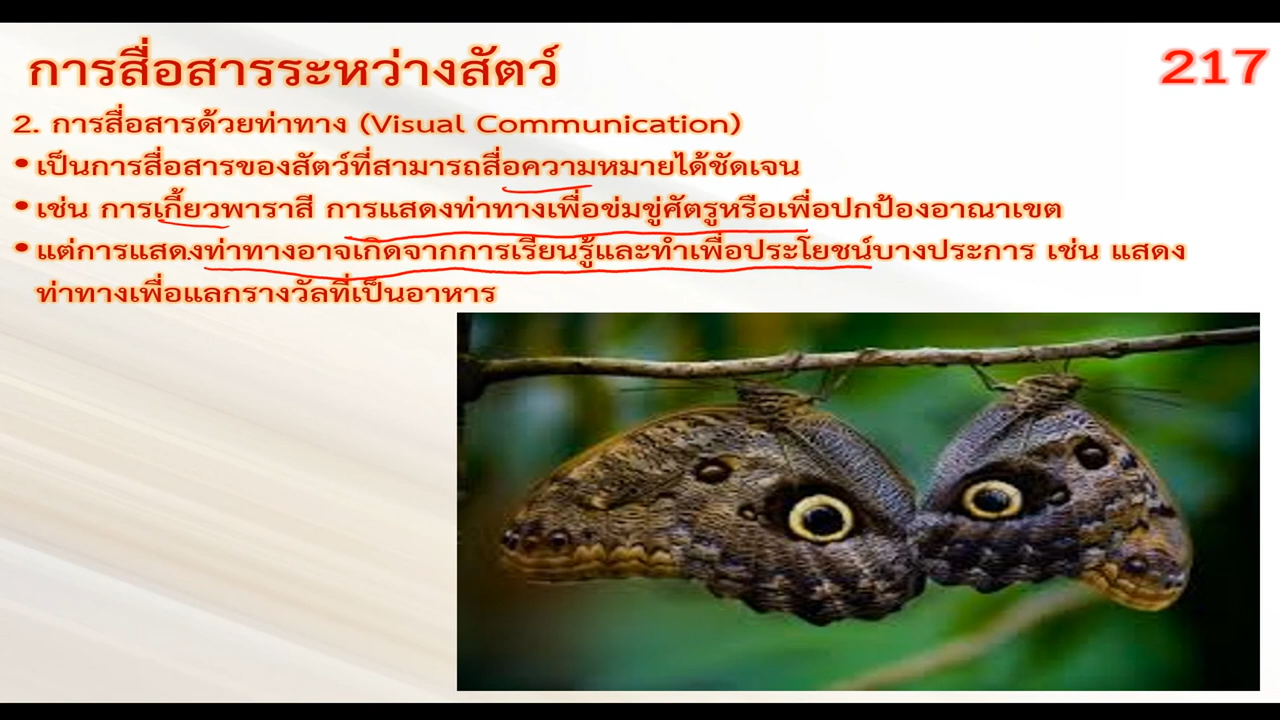 การสื่อสารระหว่างสัตว์
217
2. การสื่อสารด้วยท่าทาง (Visual Communication)
• เป็นการสื่อสารของสัตว์ที่สามารถสื่อความหมายได้ชัดเจน
• เช่น การเกี้ยวพาราสี การแสดงท่าทางเพื่อข่มขู่ศัตรูหรือเพื่อปกป้องอาณาเขต
• แต่การแสดงท่าทางอาจเกิดจากการเรียนรู้และทำเพื่อประโยชน์บางประการ เช่น แสดง
ท่าทางเพื่อแลกรางวัลที่เป็นอาหาร